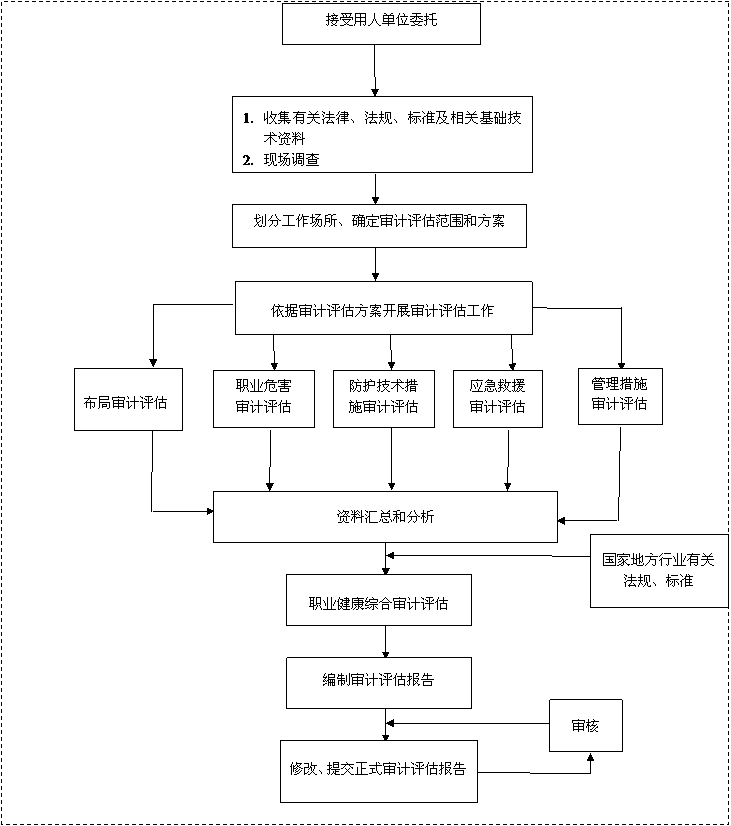 接受用人单位委托
1. 收集有关法律、法规、标准及相关基础技
术资料
2. 现场调查
划分工作场所、确定审计评估范围和方案
依据审计评估方案开展审计评估工作
布局审计评估
职业危害
审计评估
防护技术措
施审计评估
应急救援
审计评估
管理措施
审计评估
资料汇总和分析
国家地方行业有关
法规、标准
职业健康综合审计评估
编制审计评估报告
审核
修改、提交正式审计评估报告